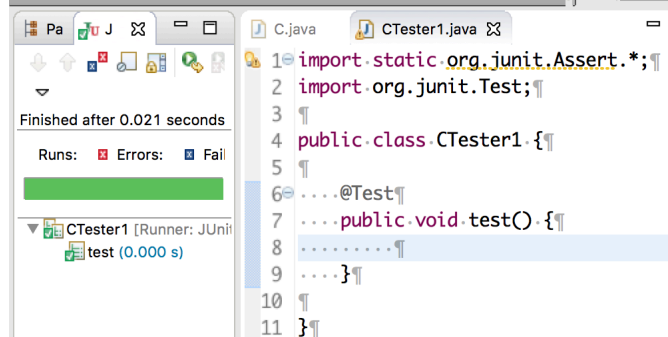 Pa
J
Finished after 0.021 seconds
Runs:
Errors:
Fail
CTester1 [Runner: JUnit
test (0.000 s)
C.java
CTester1.java
1 import·static·org.junit.Assert.*;¶
2 import·org.junit.Test;¶
3 ¶
4 public·class·CTester1·{¶
5 ¶
6 ····@Test¶
7 ····public·void·test()·{¶
8 ·········¶
9 ····}¶
10 ¶
11 }¶